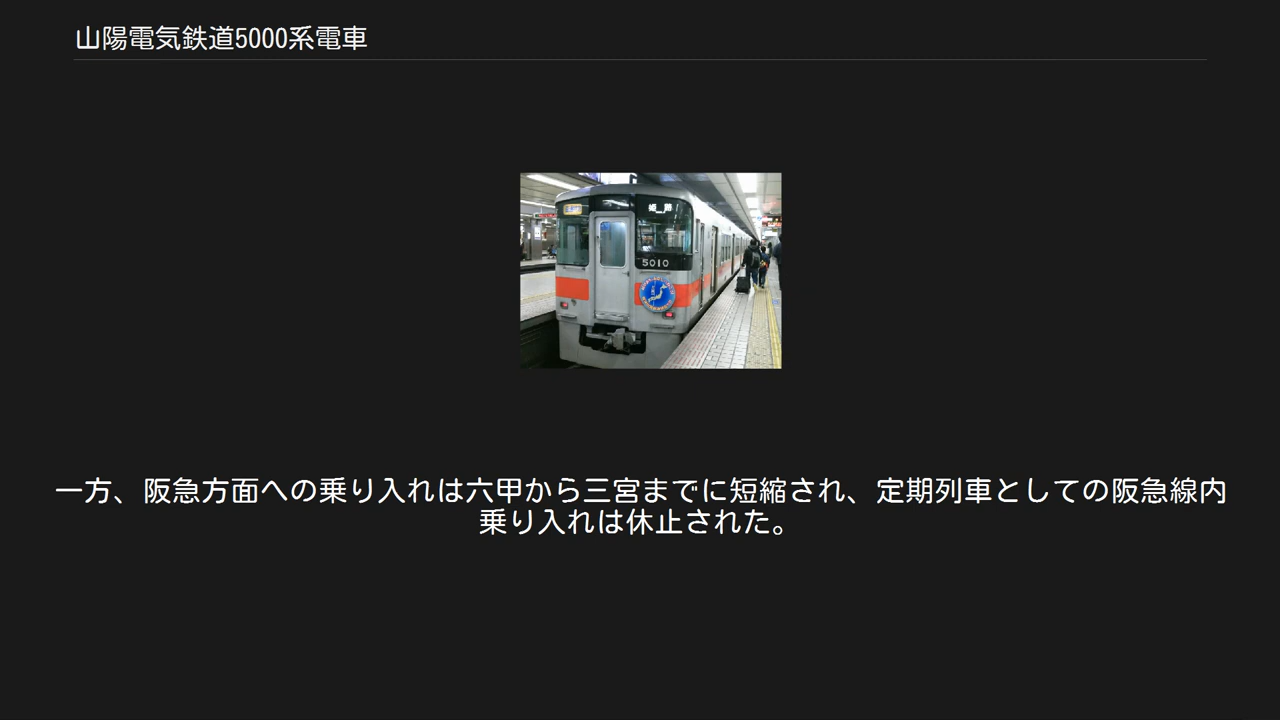 山陽電気鉄道5000系電車
姫路
5010
一方、阪急方面への乗り入れは六甲から三宮までに短縮され、定期列車としての阪急線内
乗り入れは休止された。